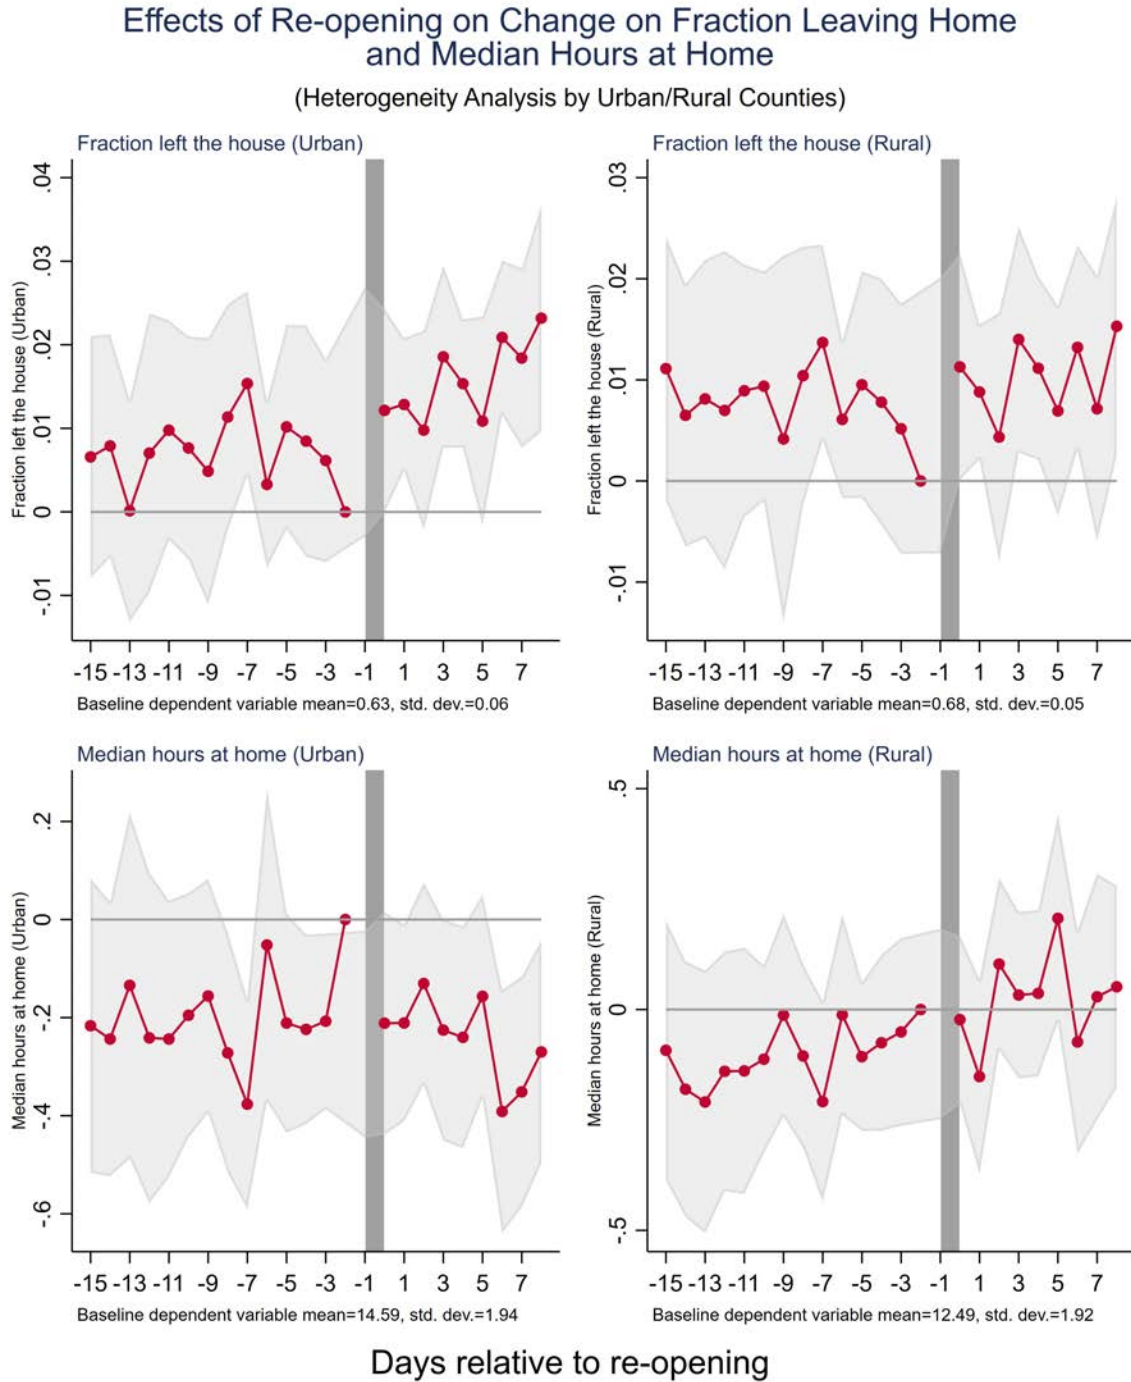 Effects of Re-opening on Change on Fraction Leaving Home
and Median Hours at Home
(Heterogeneity Analysis by Urban/Rural Counties)
Fraction left the house (Urban)
Fraction left the house (Urban)
.04
.03
.02
.01
0
-.01
-15 -13 -11 -9 -7 -5 -3 -1 1 3 5 7
Baseline dependent variable mean=0.63, std. dev.=0.06
Fraction left the house (Rural)
Fraction left the house (Rural)
.03
.02
.01
0
-.01
-15 -13 -11 -9 -7 -5 -3 -1 1 3 5 7
Baseline dependent variable mean=0.68, std. dev.=0.05
Median hours at home (Urban)
Median hours at home (Urban)
.2
0
-.2
-.4
-.6
-15 -13 -11 -9 -7 -5 -3 -1 1 3 5 7
Baseline dependent variable mean=14.59, std. dev.=1.94
Median hours at home (Rural)
Median hours at home (Rural)
.5
0
-.5
-15 -13 -11 -9 -7 -5 -3 -1 1 3 5 7
Baseline dependent variable mean=12.49, std. dev.=1.92
Days relative to re-opening